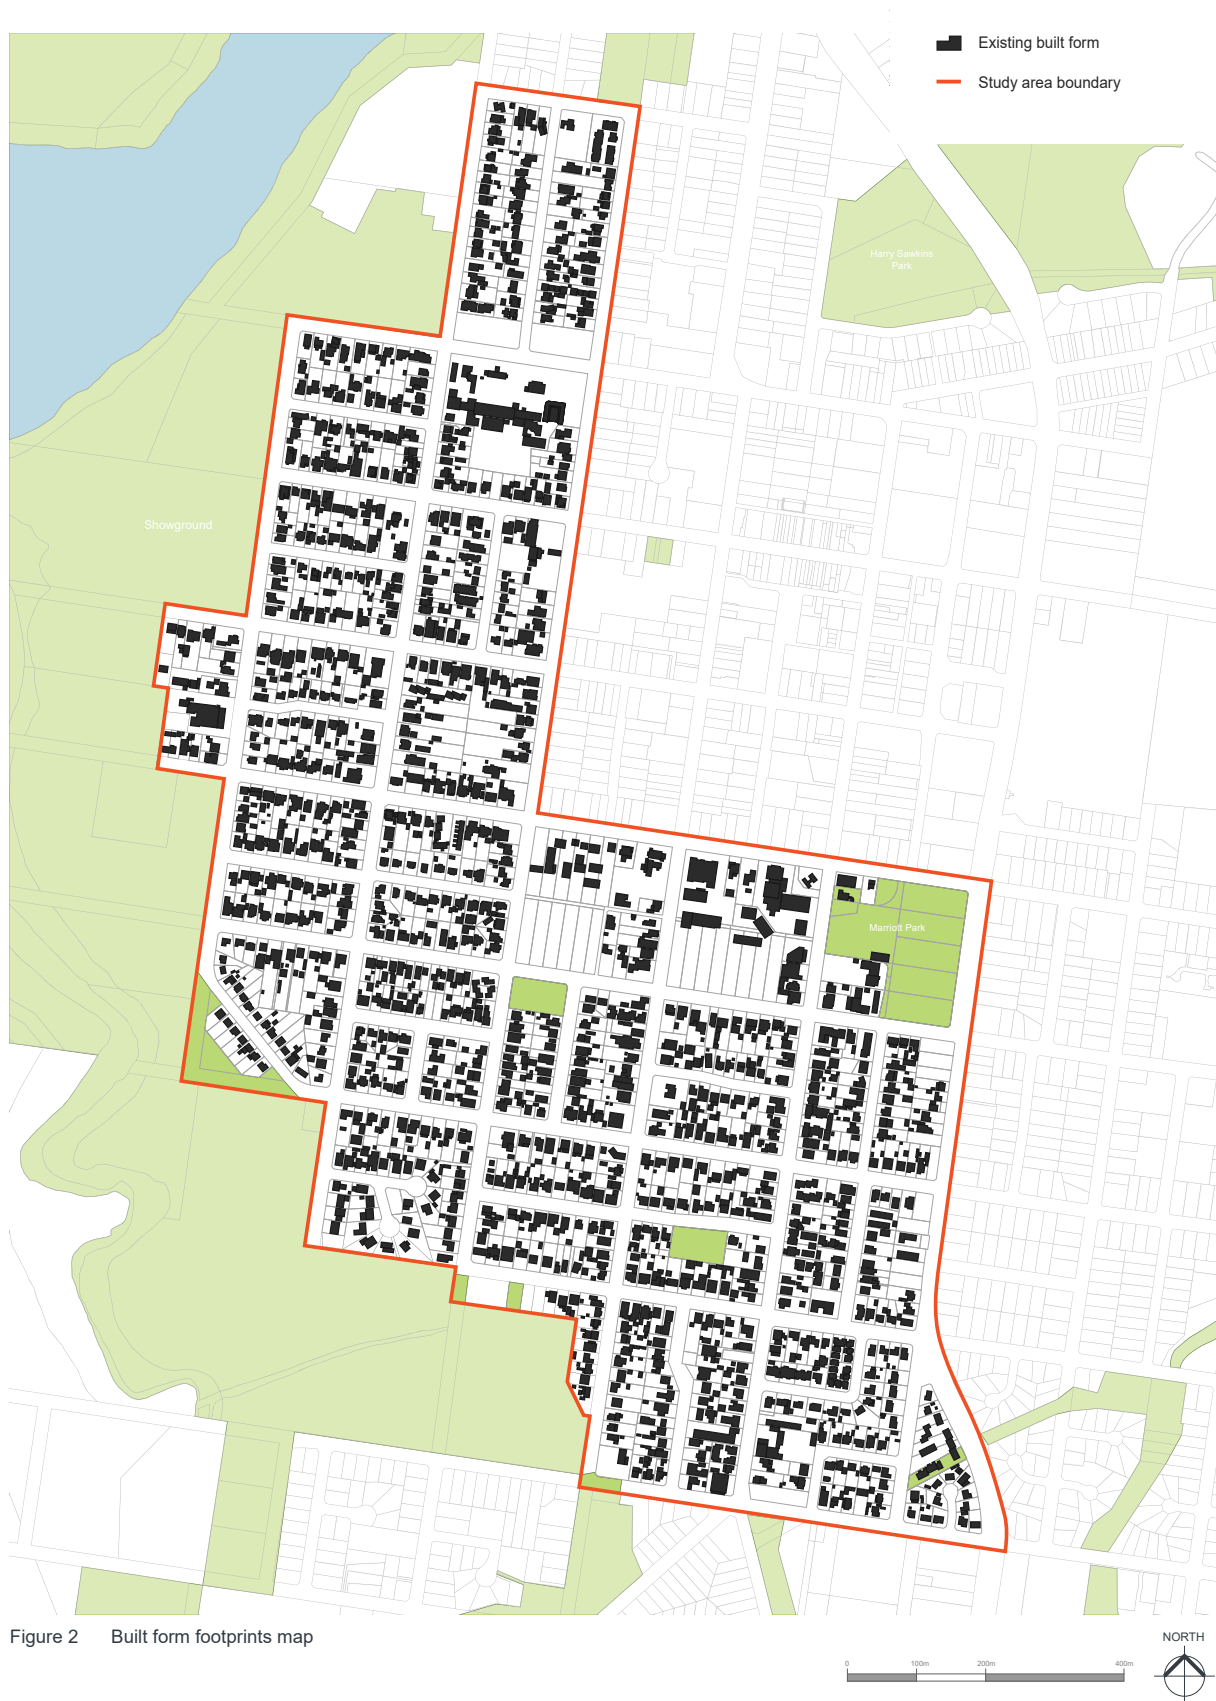 Existing built form
Study area boundary
Harry Sawkins
Park
Showground
Marriott Park
Figure 2 Built form footprints map
NORTH
0 100m 200m 400m